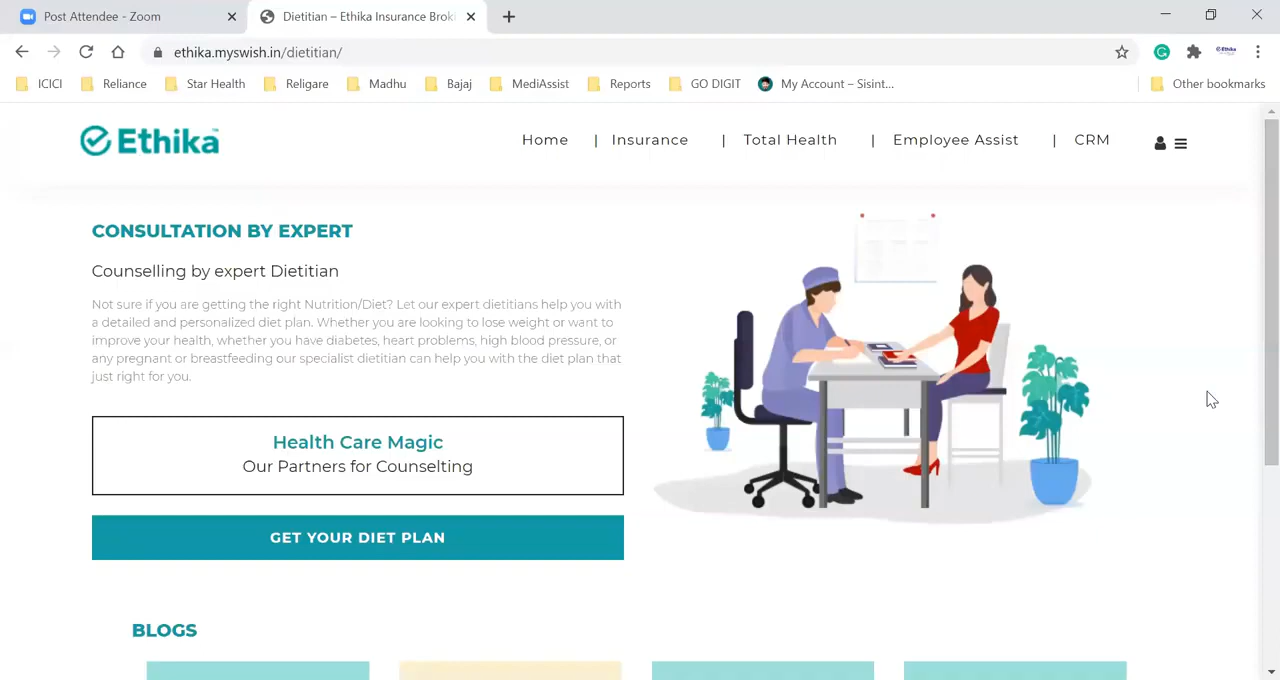 Post Attendee - Zoom
Dietitian – Ethika Insurance Brok
ethika.myswish.in/dietitian/
ICICI Reliance Star Health Religare Madhu Bajaj MediAssist Reports GO DIGIT My Account – Sisint... Other bookmarks
Ethika
Home | Insurance | Total Health | Employee Assist | CRM
CONSULTATION BY EXPERT
Counselling by expert Dietitian
Not sure if you are getting the right Nutrition/Diet? Let our expert dietitians help you with
a detailed and personalized diet plan. Whether you are looking to lose weight or want to
improve your health, whether you have diabetes, heart problems, high blood pressure, or
any pregnant or breastfeeding our specialist dietitian can help you with the diet plan that
just right for you.
Health Care Magic
Our Partners for Counselting
GET YOUR DIET PLAN
BLOGS